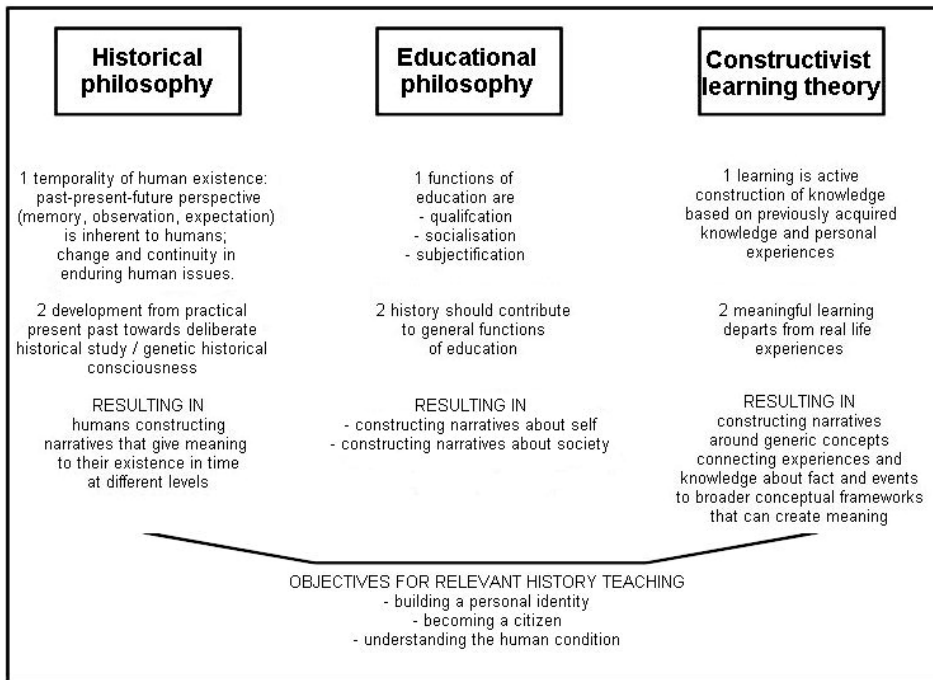 Historical
philosophy
1 temporality of human existence:
past-present-future perspective
(memory, observation, expectation)
is inherent to humans;
change and continuity in
enduring human issues.
2 development from practical
present past towards deliberate
historical study / genetic historical
consciousness
RESULTING IN
humans constructing
narratives that give meaning
to their existence in time
at different levels
Educational
philosophy
1 functions of
education are
- qualifcation
- socialisation
- subjectification
2 history should contribute
to general functions
of education
RESULTING IN
- constructing narratives about self
- constructing narratives about society
Constructivist
learning theory
1 learning is active
construction of knowledge
based on previously acquired
knowledge and personal
experiences
2 meaningful learning
departs from real life
experiences
RESULTING IN
constructing narratives
around generic concepts
connecting experiences and
knowledge about fact and events
to broader conceptual frameworks
that can create meaning
OBJECTIVES FOR RELEVANT HISTORY TEACHING
- building a personal identity
- becoming a citizen
- understanding the human condition